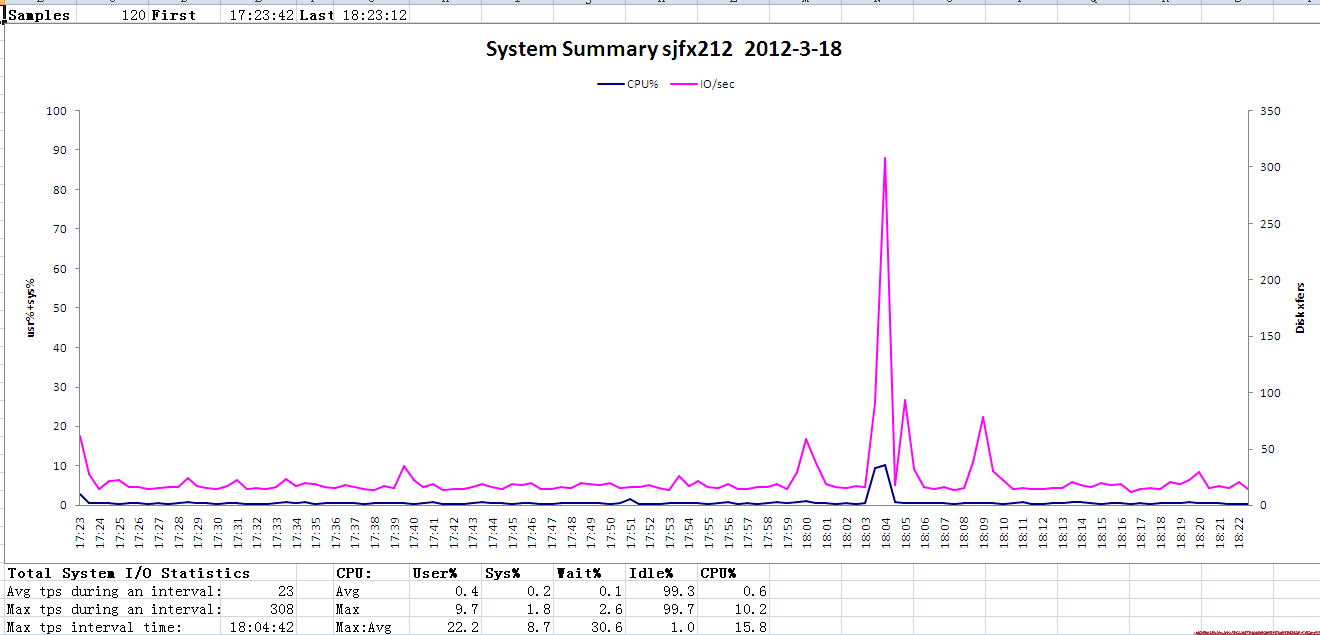 Samples 120 First 17:23:42 Last 18:23:12
System Summary sjfx212 2012-3-18
CPU% IO/sec
100
90
80
70
60
50
40
30
20
10
0
usr%+sys%
350
300
250
200
150
100
50
0
Disk xfers
17:23 17:24 17:25 17:26 17:27 17:28 17:29 17:30 17:31 17:32 17:33 17:34 17:35 17:36 17:37 17:38 17:39 17:40 17:41 17:42 17:43 17:44 17:45 17:46 17:47 17:48 17:49 17:50 17:51 17:52 17:53 17:54 17:55 17:56 17:57 17:58 17:59 18:00 18:01 18:02 18:03 18:04 18:05 18:06 18:07 18:08 18:09 18:10 18:11 18:12 18:13 18:14 18:15 18:16 18:17 18:18 18:19 18:20 18:21 18:22
Total System I/O Statistics CPU: User% Sys% Wait% Idle% CPU%
Avg tps during an interval: 23 Avg 0.4 0.2 0.1 99.3 0.6
Max tps during an interval: 308 Max 9.7 1.8 2.6 99.7 10.2
Max tps interval time: 18:04:42 Max:Avg 22.2 8.7 30.6 1.0 15.8